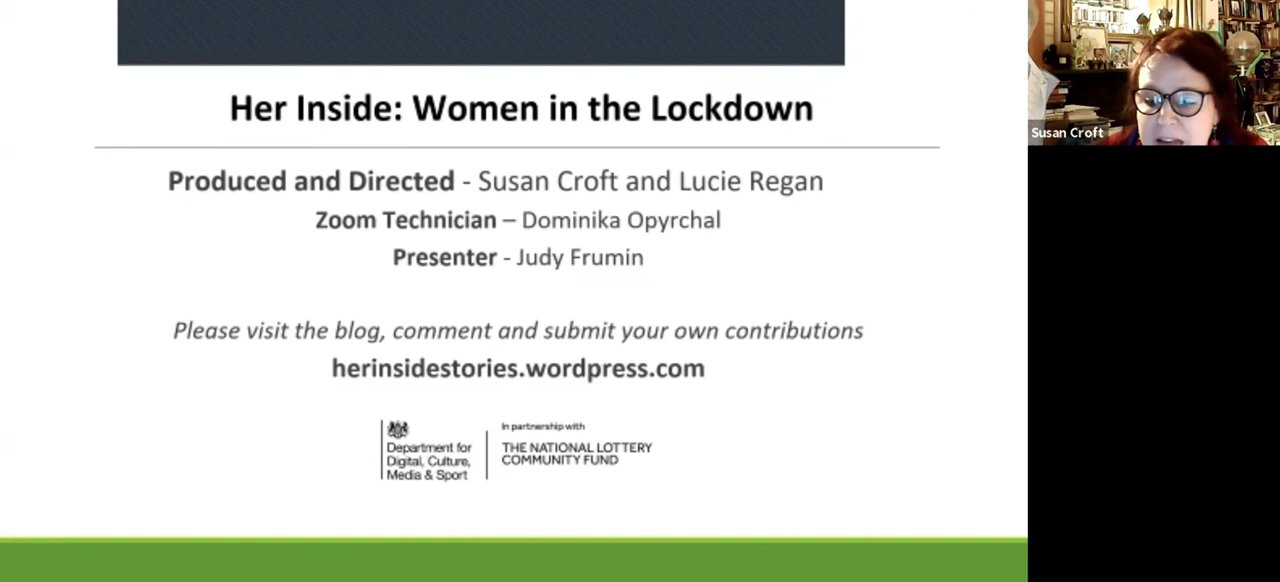 Her Inside: Women in the Lockdown
Produced and Directed - Susan Croft and Lucie Regan
Zoom Technician – Dominika Opyrchal
Presenter - Judy Frumin
Please visit the blog, comment and submit your own contributions
herinsidestories.wordpress.com
Department for
Digital, Culture,
Media & Sport
In partnership with
THE NATIONAL LOTTERY
COMMUNITY FUND
Susan Croft